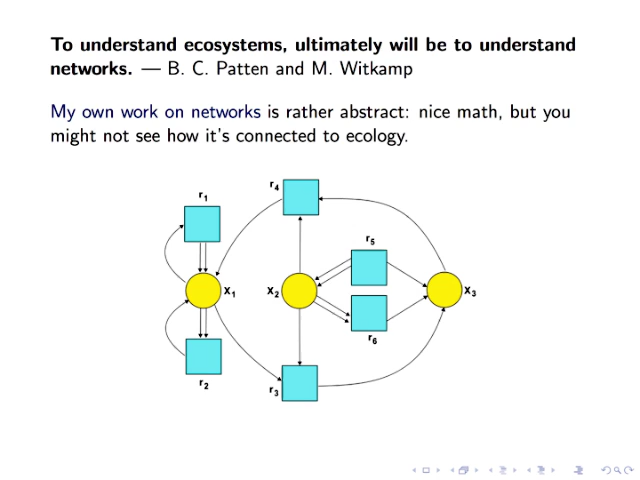 To understand ecosystems, ultimately will be to understand
networks. — B. C. Patten and M. Witkamp
My own work on networks is rather abstract: nice math, but you
might not see how it's connected to ecology.
r4
r1
r5
x1
x2
x3
r6
r2
r3